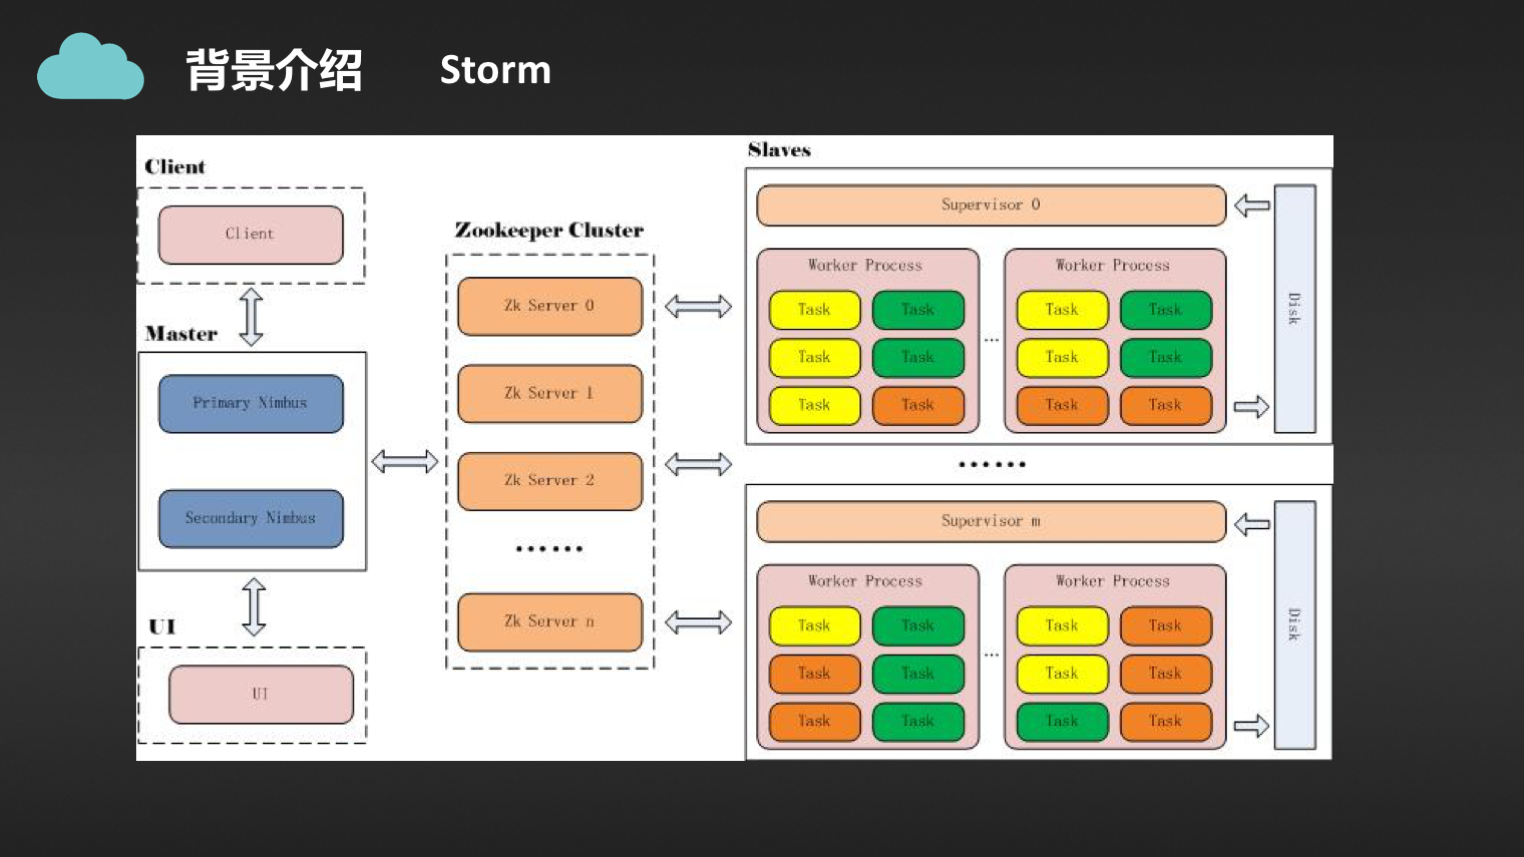 背景介绍 Storm
Client
Client
Master
Primary Nimbus
Secondary Nimbus
UI
UI
Zookeeper Cluster
Zk Server 0
Zk Server 1
Zk Server 2
......
Zk Server n
Slaves
Supervisor 0
Worker Process
Task Task
Task Task
Task Task
...
Worker Process
Task Task
Task Task
Task Task
Disk
......
Supervisor m
Worker Process
Task Task
Task Task
Task Task
...
Worker Process
Task Task
Task Task
Task Task
Disk